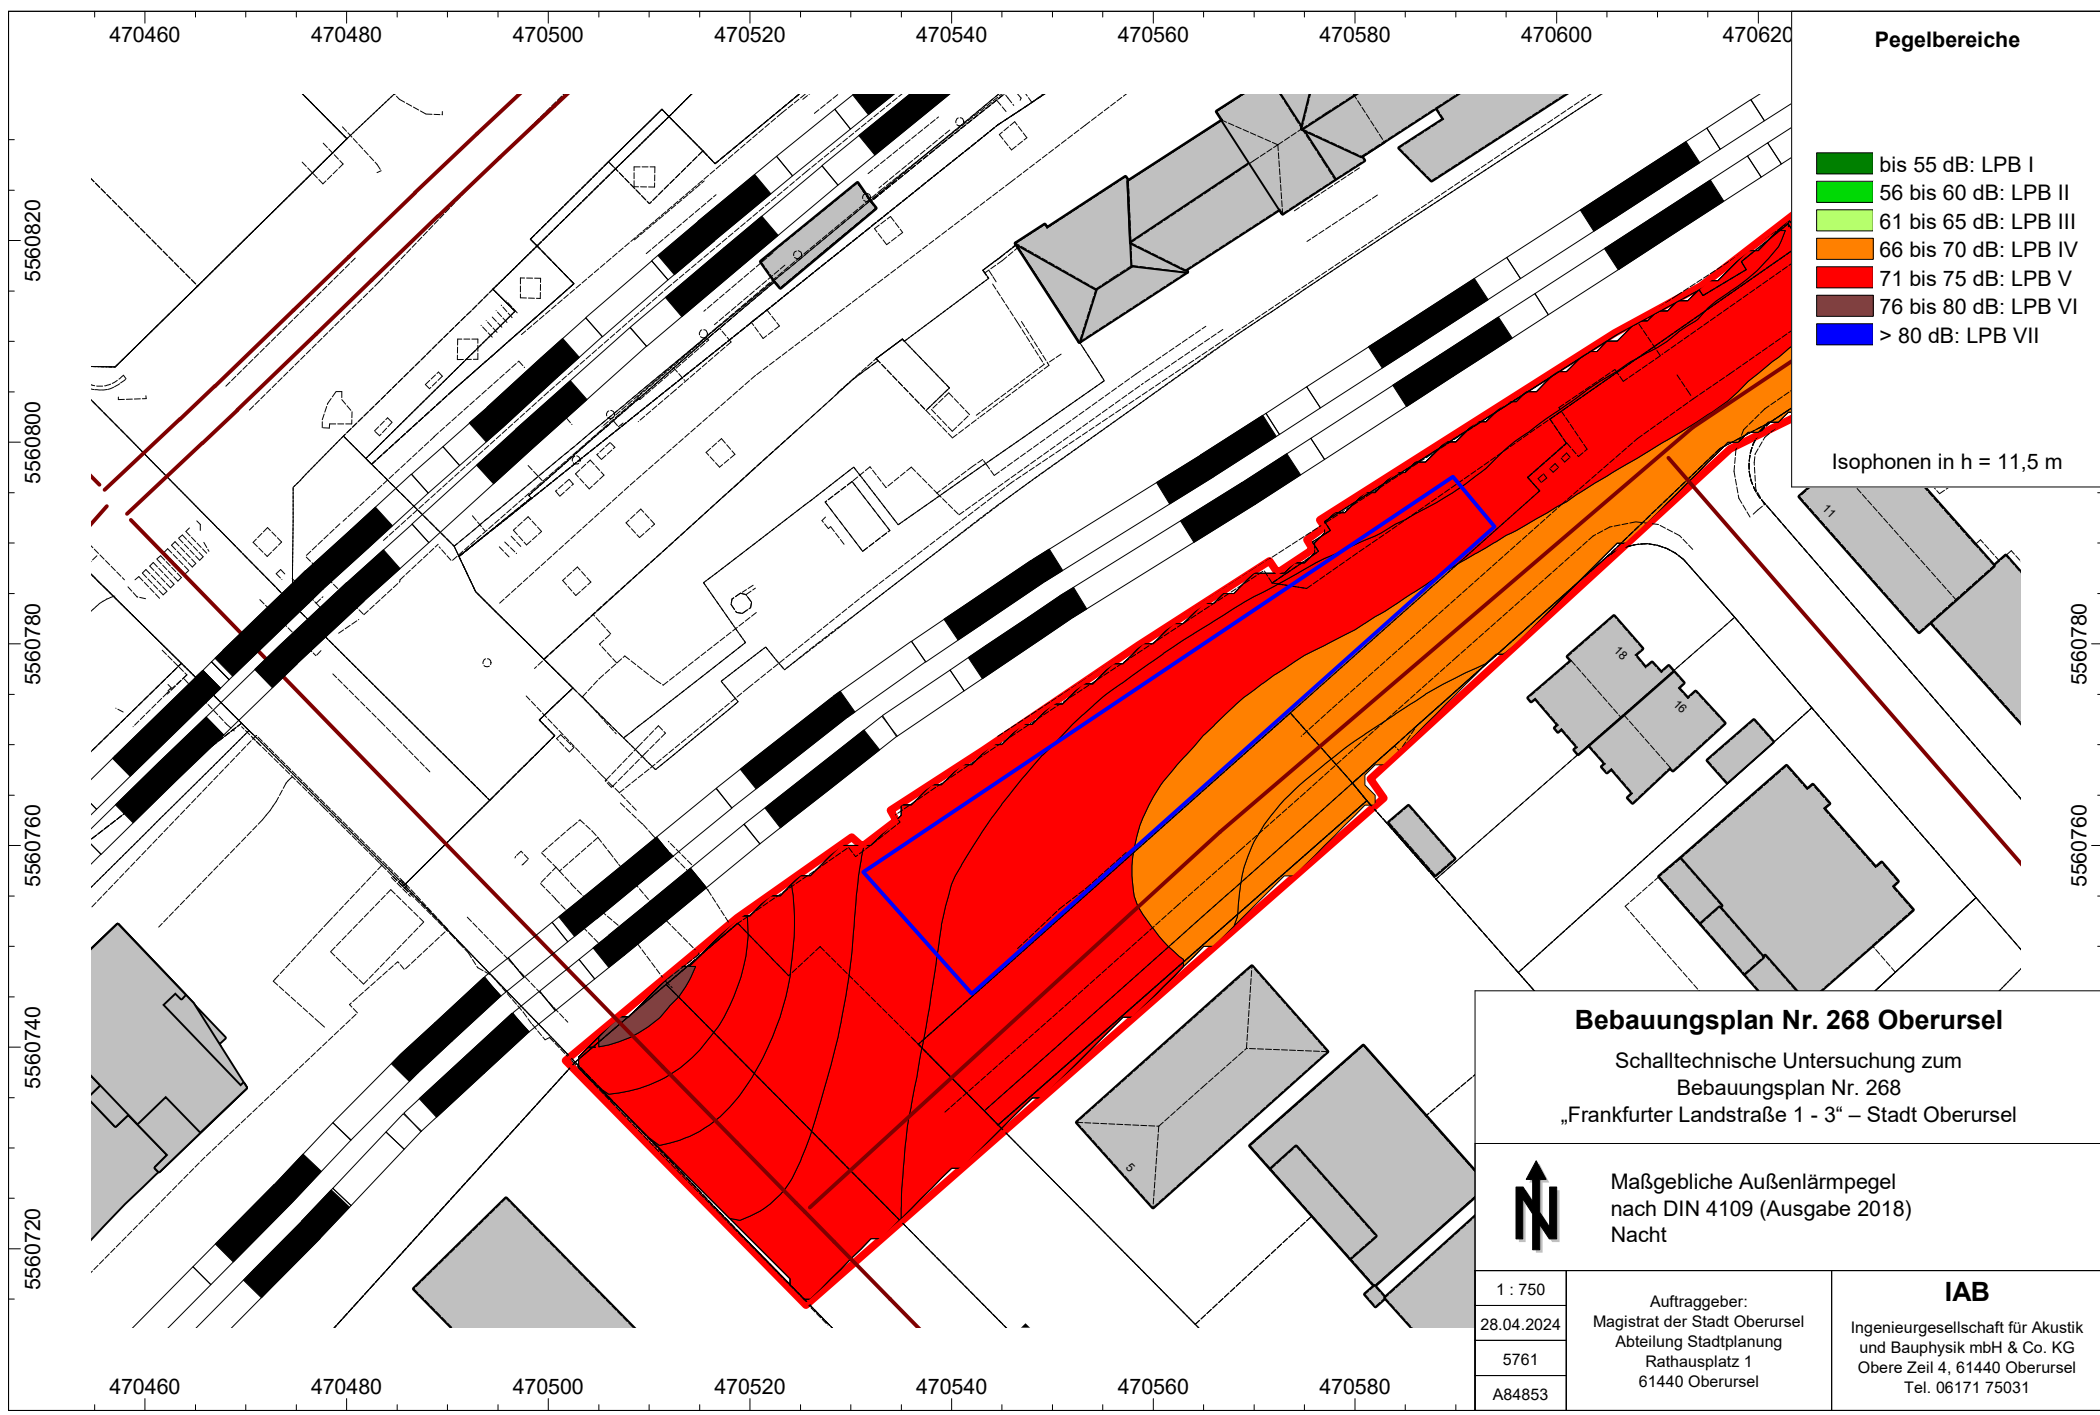 470460 470480 470500 470520 470540 470560 470580 470600 470620
Pegelbereiche
bis 55 dB: LPB I
56 bis 60 dB: LPB II
61 bis 65 dB: LPB III
66 bis 70 dB: LPB IV
71 bis 75 dB: LPB V
76 bis 80 dB: LPB VI
> 80 dB: LPB VII
Isophonen in h = 11,5 m
5560820
5560800
5560780
5560760
5560740
5560720
5560780
5560760
11
18
16
5
Bebauungsplan Nr. 268 Oberursel
Schalltechnische Untersuchung zum
Bebauungsplan Nr. 268
„Frankfurter Landstraße 1 - 3“ – Stadt Oberursel
N
Maßgebliche Außenlärmpegel
nach DIN 4109 (Ausgabe 2018)
Nacht
1 : 750
28.04.2024
5761
A84853
Auftraggeber:
Magistrat der Stadt Oberursel
Abteilung Stadtplanung
Rathausplatz 1
61440 Oberursel
IAB
Ingenieurgesellschaft für Akustik
und Bauphysik mbH & Co. KG
Obere Zeil 4, 61440 Oberursel
Tel. 06171 75031
470460 470480 470500 470520 470540 470560 470580